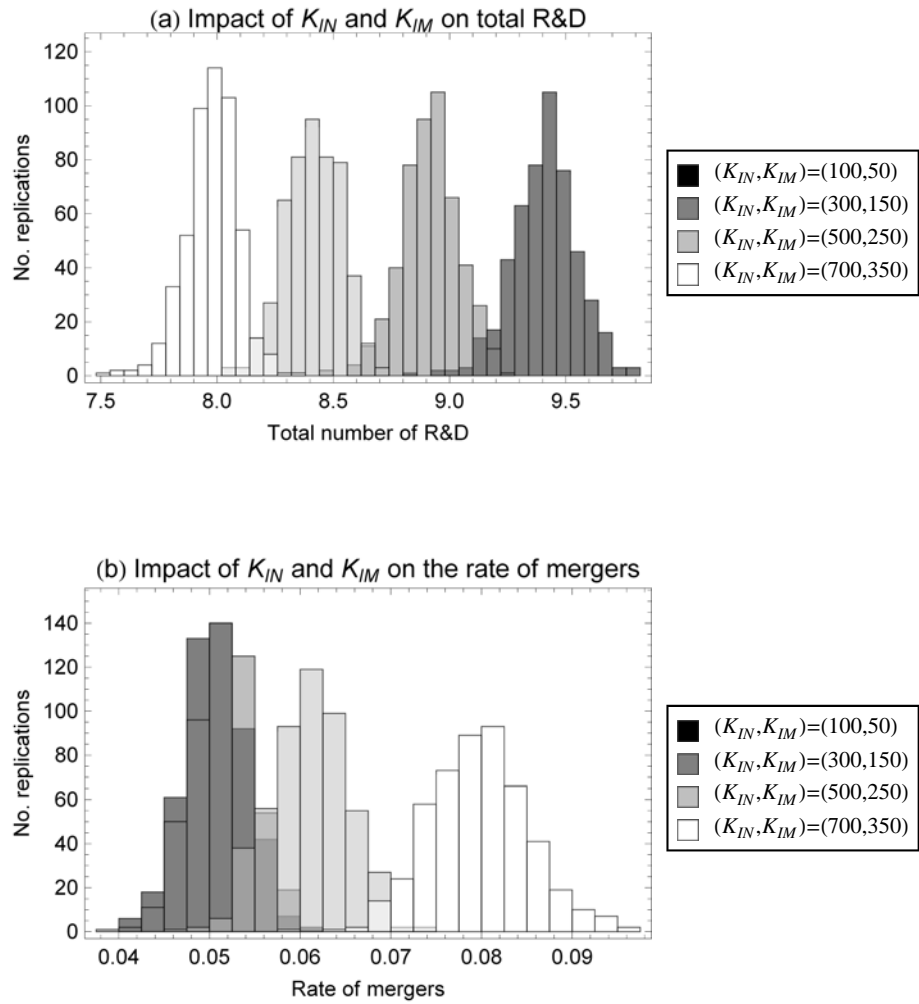 (a) Impact of K_IN and K_IM on total R&D
120
100
80
60
40
20
0
No. replications
7.5 8.0 8.5 9.0 9.5
Total number of R&D
(K_IN,K_IM)=(100,50)
(K_IN,K_IM)=(300,150)
(K_IN,K_IM)=(500,250)
(K_IN,K_IM)=(700,350)
(b) Impact of K_IN and K_IM on the rate of mergers
140
120
100
80
60
40
20
0
No. replications
0.04 0.05 0.06 0.07 0.08 0.09
Rate of mergers
(K_IN,K_IM)=(100,50)
(K_IN,K_IM)=(300,150)
(K_IN,K_IM)=(500,250)
(K_IN,K_IM)=(700,350)